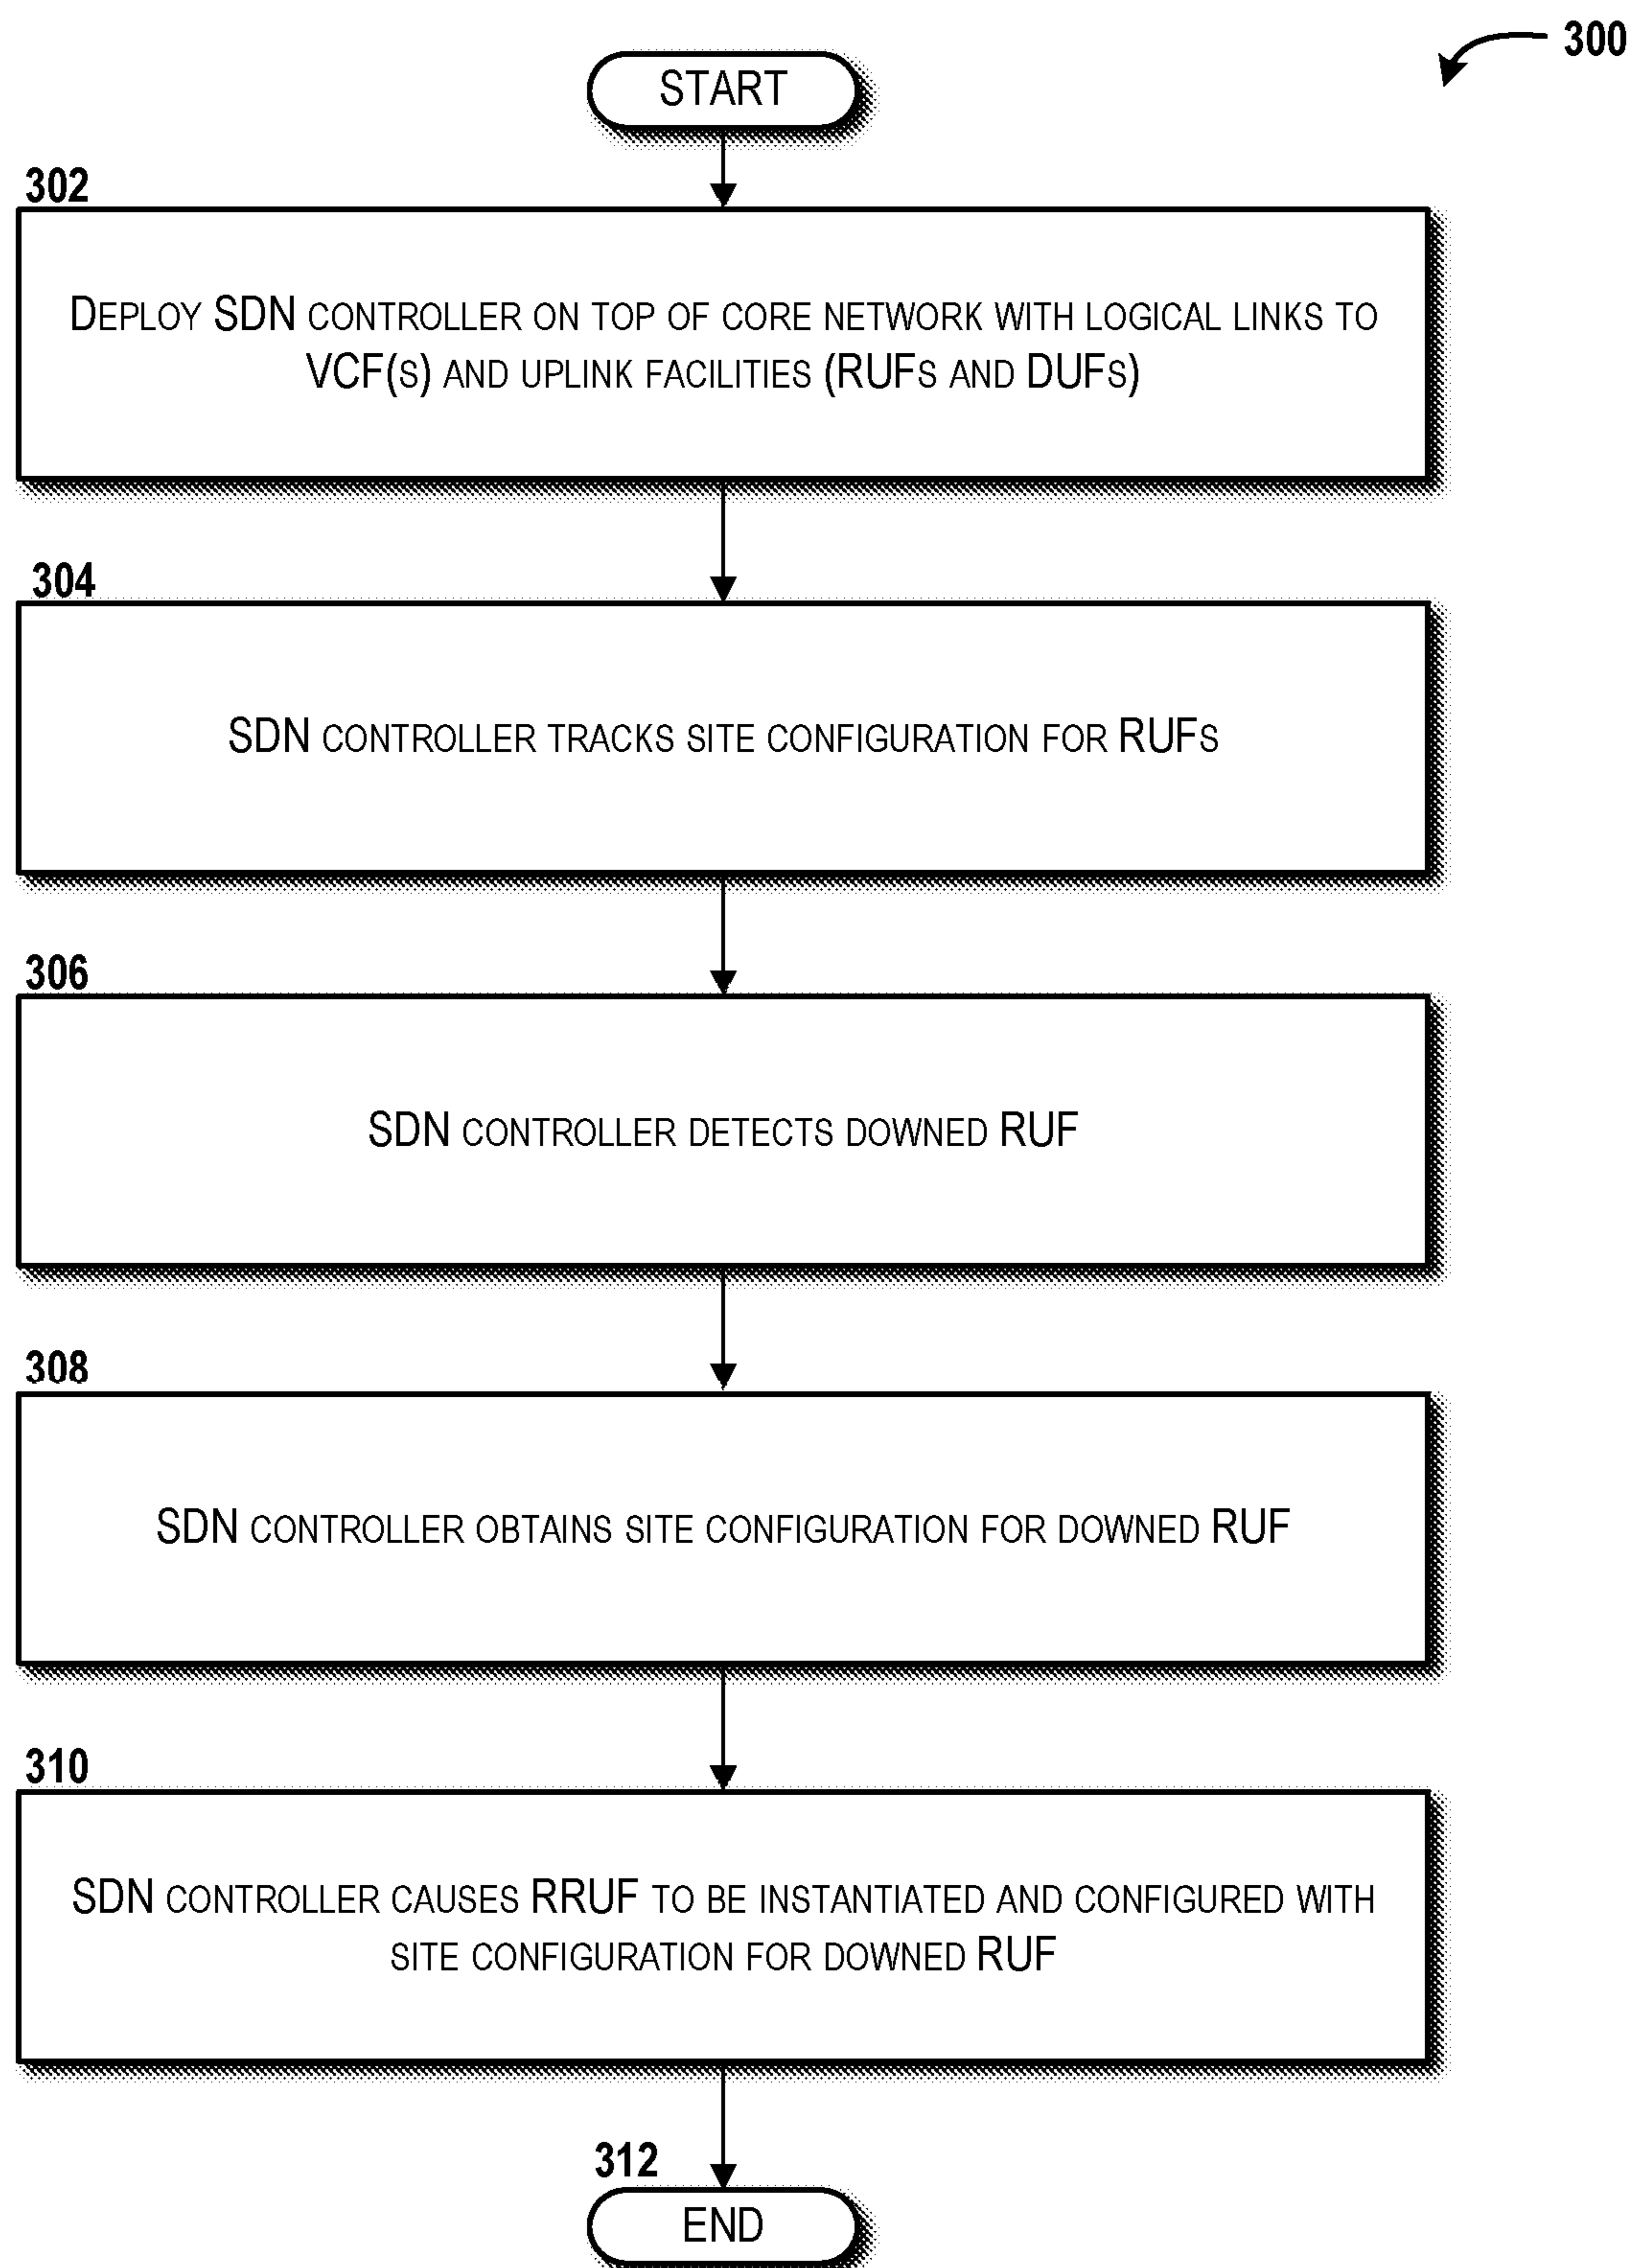 300
START
302
DEPLOY SDN CONTROLLER ON TOP OF CORE NETWORK WITH LOGICAL LINKS TO
VCF(S) AND UPLINK FACILITIES (RUFS AND DUFS)
304
SDN CONTROLLER TRACKS SITE CONFIGURATION FOR RUFS
306
SDN CONTROLLER DETECTS DOWNED RUF
308
SDN CONTROLLER OBTAINS SITE CONFIGURATION FOR DOWNED RUF
310
SDN CONTROLLER CAUSES RRUF TO BE INSTANTIATED AND CONFIGURED WITH
SITE CONFIGURATION FOR DOWNED RUF
312
END